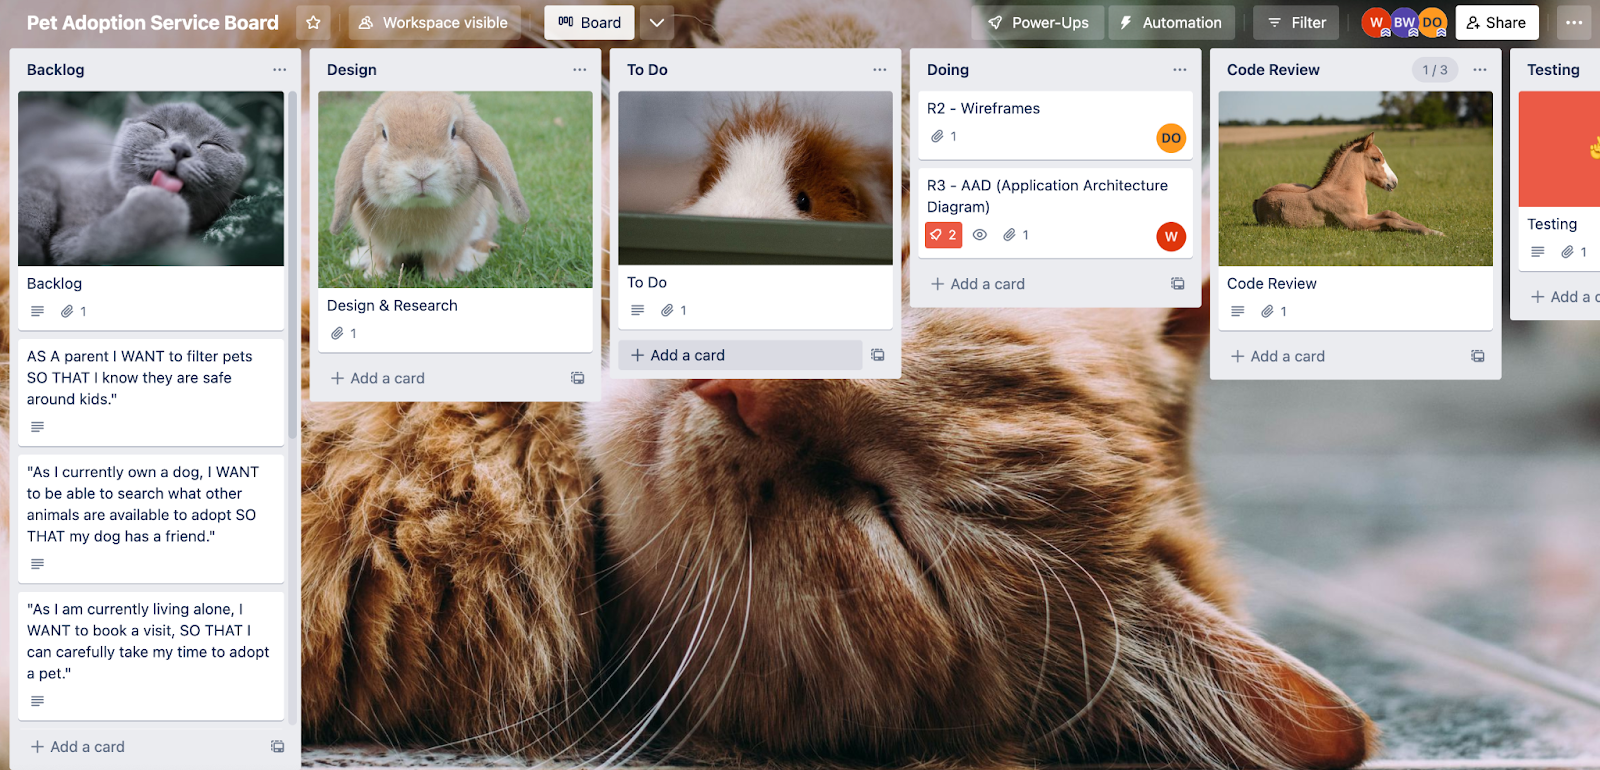 Pet Adoption Service Board
Workspace visible
Board
Power-Ups
Automation
Filter
W
BW
DO
Share
Backlog
Backlog
1
AS A parent I WANT to filter pets
SO THAT I know they are safe
around kids."
"As I currently own a dog, I WANT
to be able to search what other
animals are available to adopt SO
THAT my dog has a friend."
"As I am currently living alone, I
WANT to book a visit, SO THAT I
can carefully take my time to adopt
a pet."
+ Add a card
Design
Design & Research
1
+ Add a card
To Do
To Do
1
+ Add a card
Doing
R2 - Wireframes
1
DO
R3 - AAD (Application Architecture
Diagram)
2
1
W
+ Add a card
Code Review
1 / 3
Code Review
1
+ Add a card
Testing
Testing
1
+ Add a c